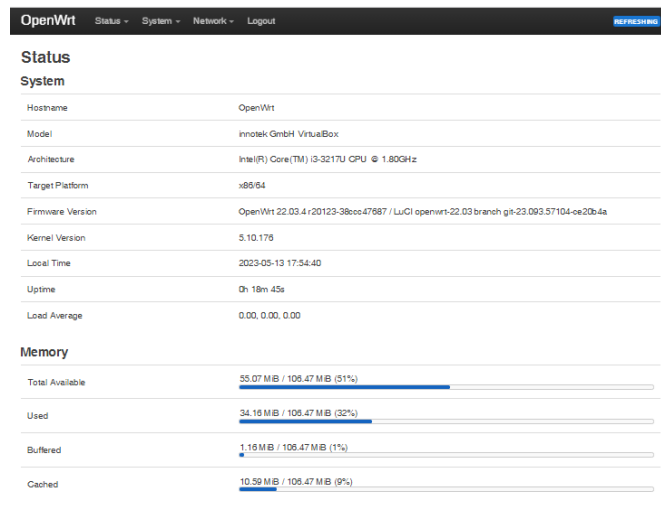 OpenWrt Status System Network Logout REFRESHING
Status
System
Hostname OpenWrt
Model innotek GmbH VirtualBox
Architecture Intel(R) Core(TM) i3-3217U CPU @ 1.80GHz
Target Platform x86/64
Firmware Version OpenWrt 22.03.4 r20123-38ccc47687 / LuCI openwrt-22.03 branch git-23.093.57104-ce20b4a
Kernel Version 5.10.176
Local Time 2023-05-13 17:54:40
Uptime 0h 18m 45s
Load Average 0.00, 0.00, 0.00
Memory
Total Available 55.07 MiB / 106.47 MiB (51%)
Used 34.16 MiB / 106.47 MiB (32%)
Buffered 1.16 MiB / 106.47 MiB (1%)
Cached 10.59 MiB / 106.47 MiB (9%)